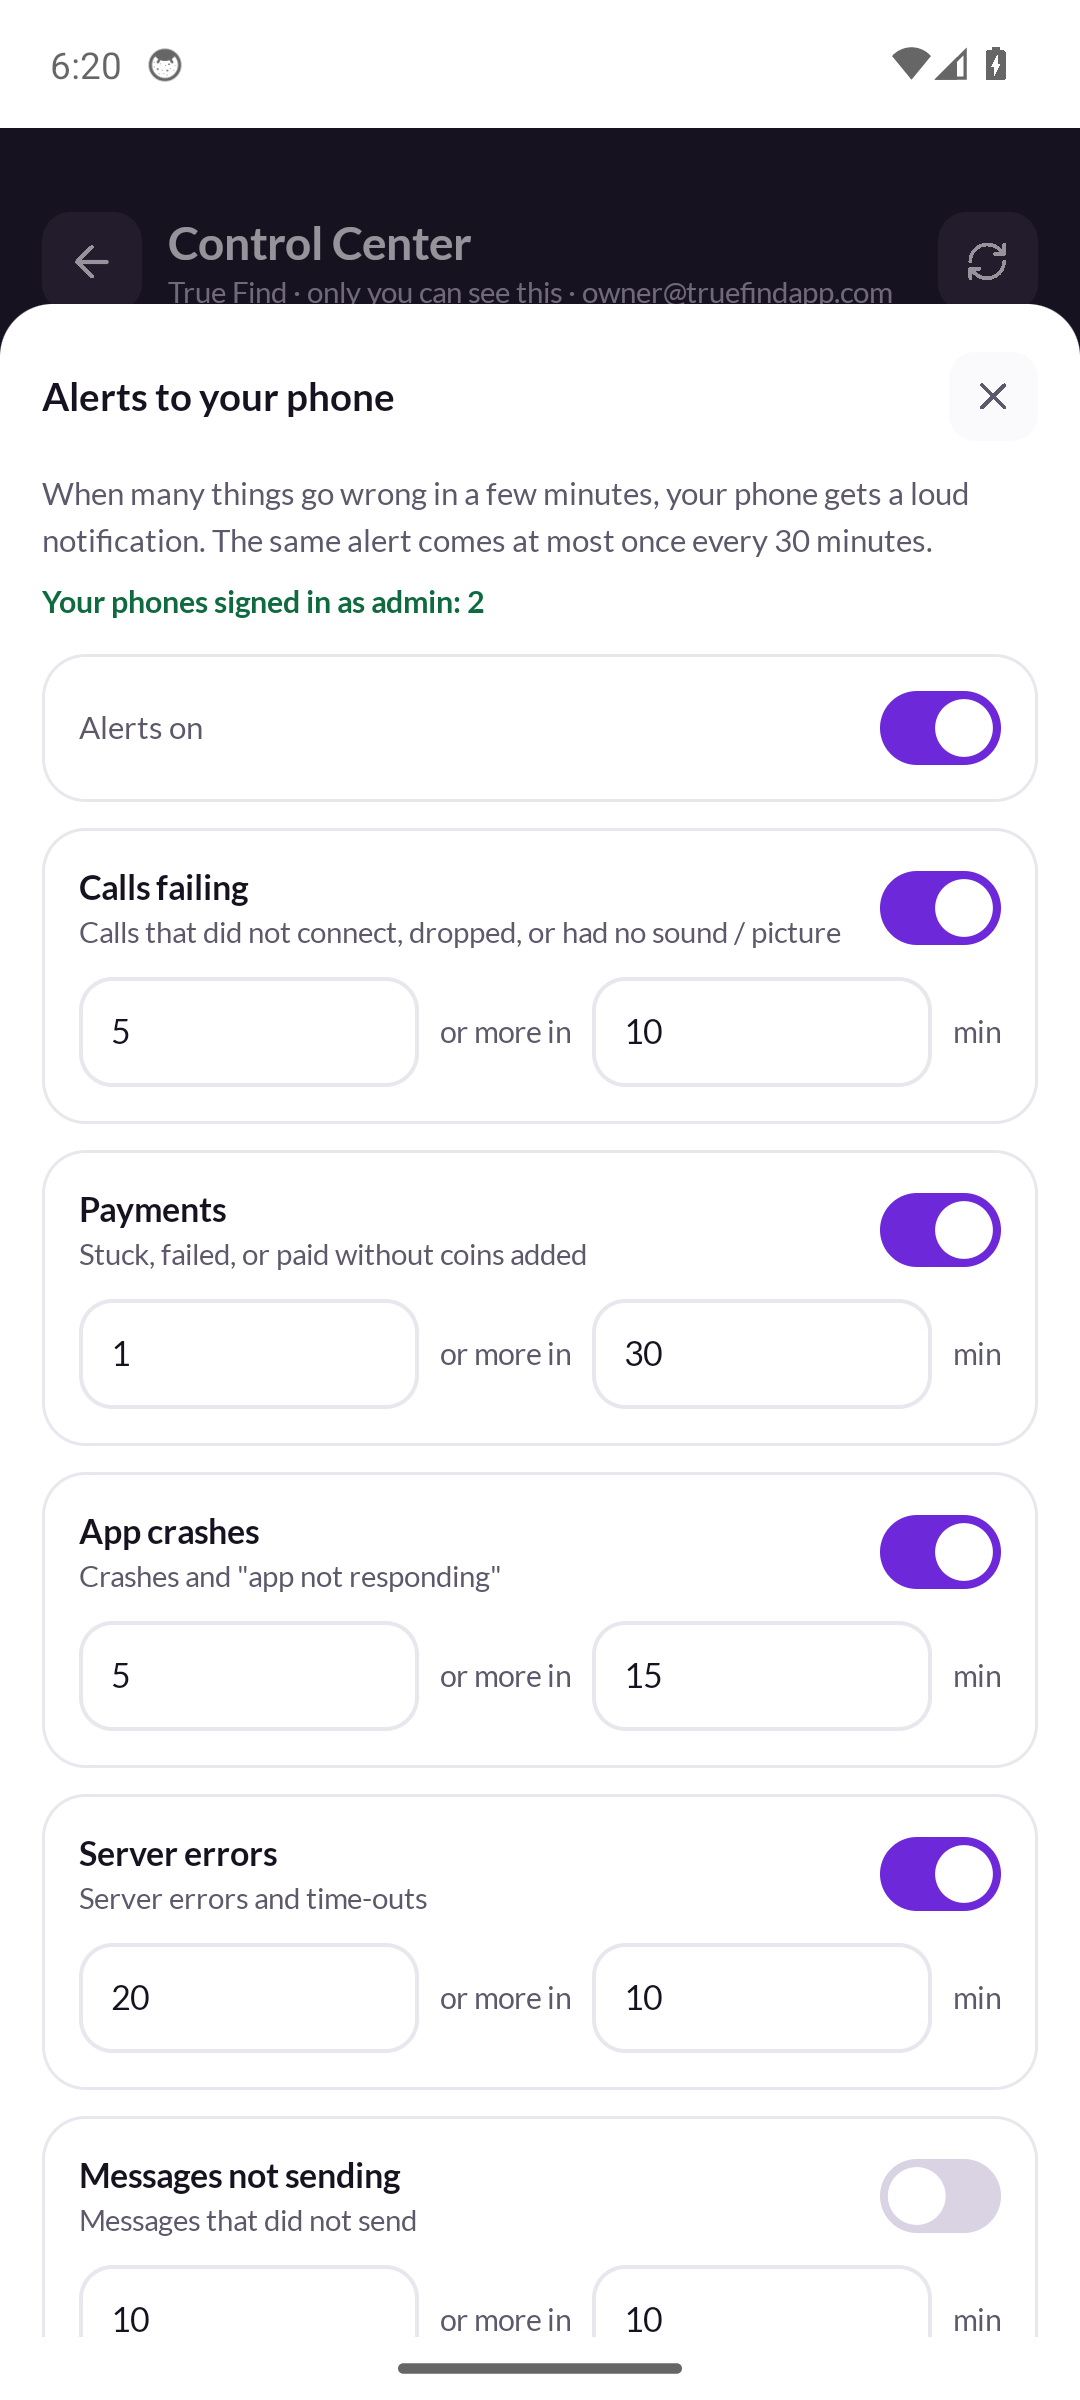 6:20
Control Center
True Find · only you can see this · owner@truefindapp.com
Alerts to your phone
When many things go wrong in a few minutes, your phone gets a loud
notification. The same alert comes at most once every 30 minutes.
Your phones signed in as admin: 2
Alerts on
Calls failing
Calls that did not connect, dropped, or had no sound / picture
5 or more in 10 min
Payments
Stuck, failed, or paid without coins added
1 or more in 30 min
App crashes
Crashes and "app not responding"
5 or more in 15 min
Server errors
Server errors and time-outs
20 or more in 10 min
Messages not sending
Messages that did not send
10 or more in 10 min